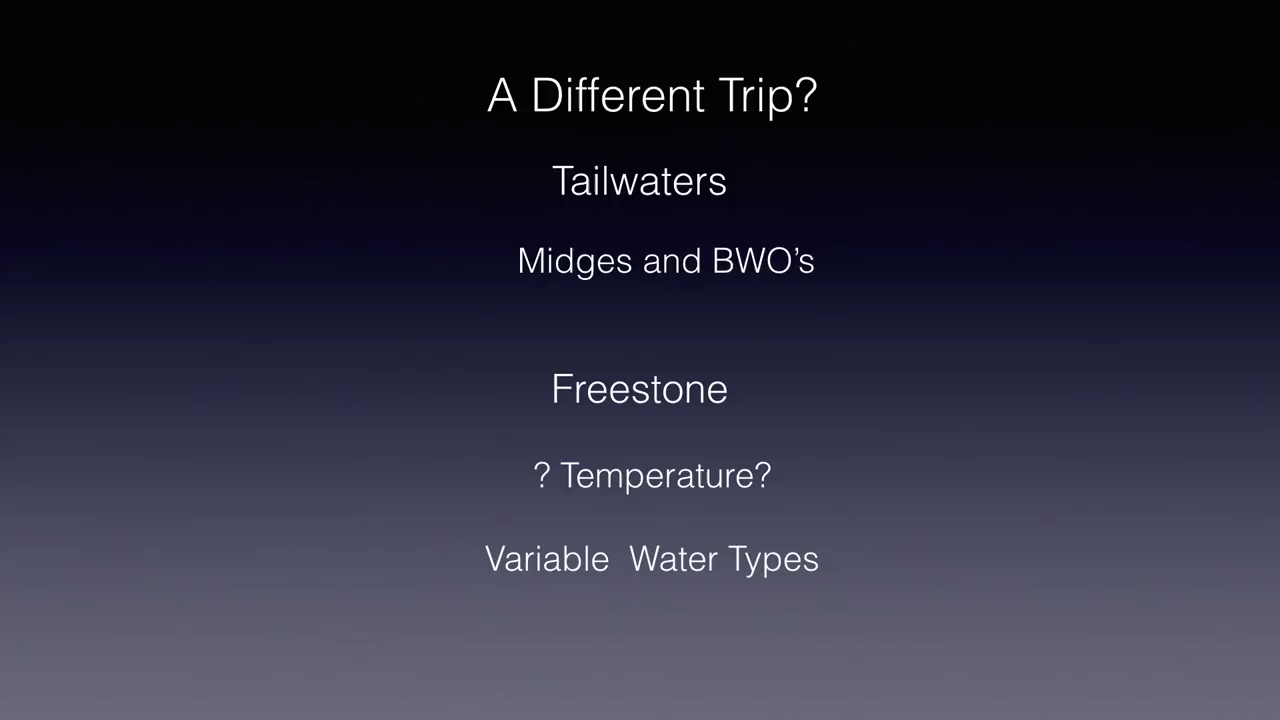 A Different Trip?
Tailwaters
Midges and BWO’s
Freestone
? Temperature?
Variable  Water Types